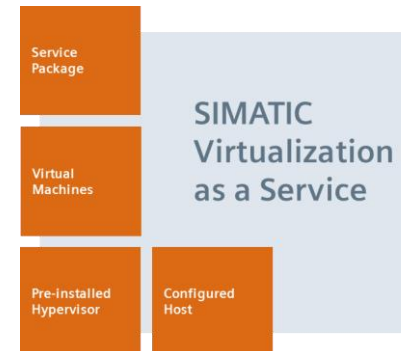 Service
Package
SIMATIC
Virtualization
as a Service
Virtual
Machines
Pre-installed
Hypervisor
Configured
Host